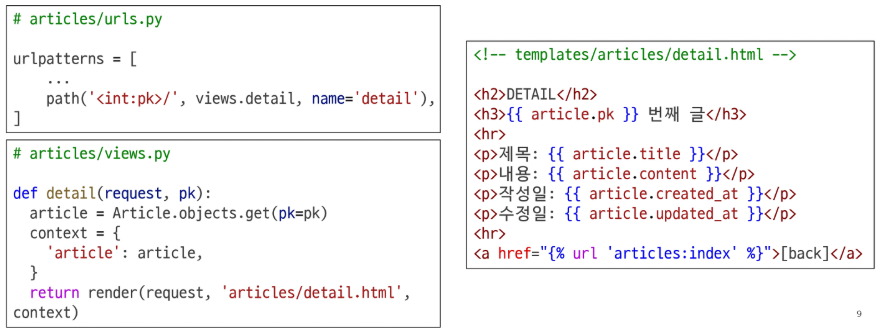 # articles/urls.py
urlpatterns = [
...
path('<int:pk>/', views.detail, name='detail'),
]
# articles/views.py
def detail(request, pk):
article = Article.objects.get(pk=pk)
context = {
'article': article,
}
return render(request, 'articles/detail.html',
context)
<!-- templates/articles/detail.html -->
<h2>DETAIL</h2>
<h3>{{ article.pk }} 번째 글</h3>
<hr>
<p>제목: {{ article.title }}</p>
<p>내용: {{ article.content }}</p>
<p>작성일: {{ article.created_at }}</p>
<p>수정일: {{ article.updated_at }}</p>
<hr>
<a href="{% url 'articles:index' %}">[back]</a>
9